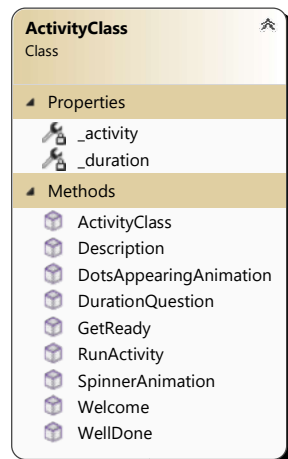 ActivityClass
Class
Properties
_activity
_duration
Methods
ActivityClass
Description
DotsAppearingAnimation
DurationQuestion
GetReady
RunActivity
SpinnerAnimation
Welcome
WellDone